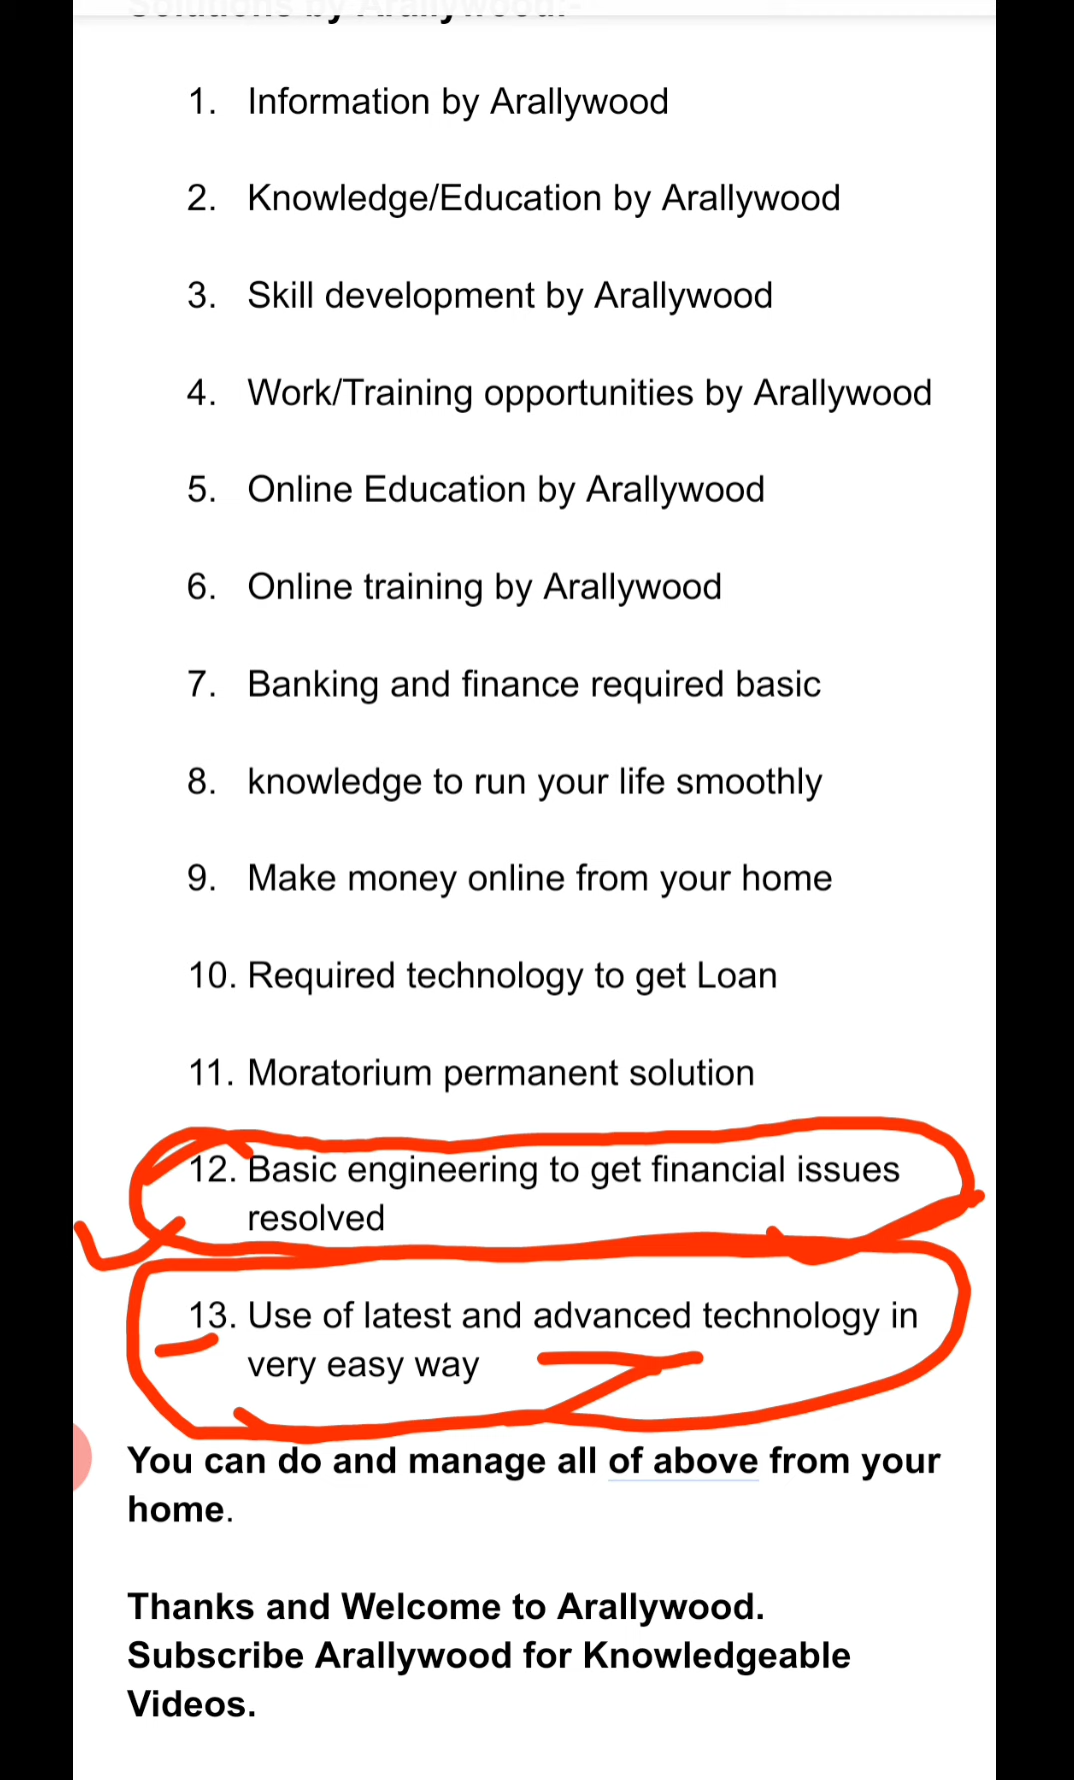 Solutions by Arallywood:-
1. Information by Arallywood
2. Knowledge/Education by Arallywood
3. Skill development by Arallywood
4. Work/Training opportunities by Arallywood
5. Online Education by Arallywood
6. Online training by Arallywood
7. Banking and finance required basic
8. knowledge to run your life smoothly
9. Make money online from your home
10. Required technology to get Loan
11. Moratorium permanent solution
12. Basic engineering to get financial issues
resolved
13. Use of latest and advanced technology in
very easy way
You can do and manage all of above from your
home.
Thanks and Welcome to Arallywood.
Subscribe Arallywood for Knowledgeable
Videos.